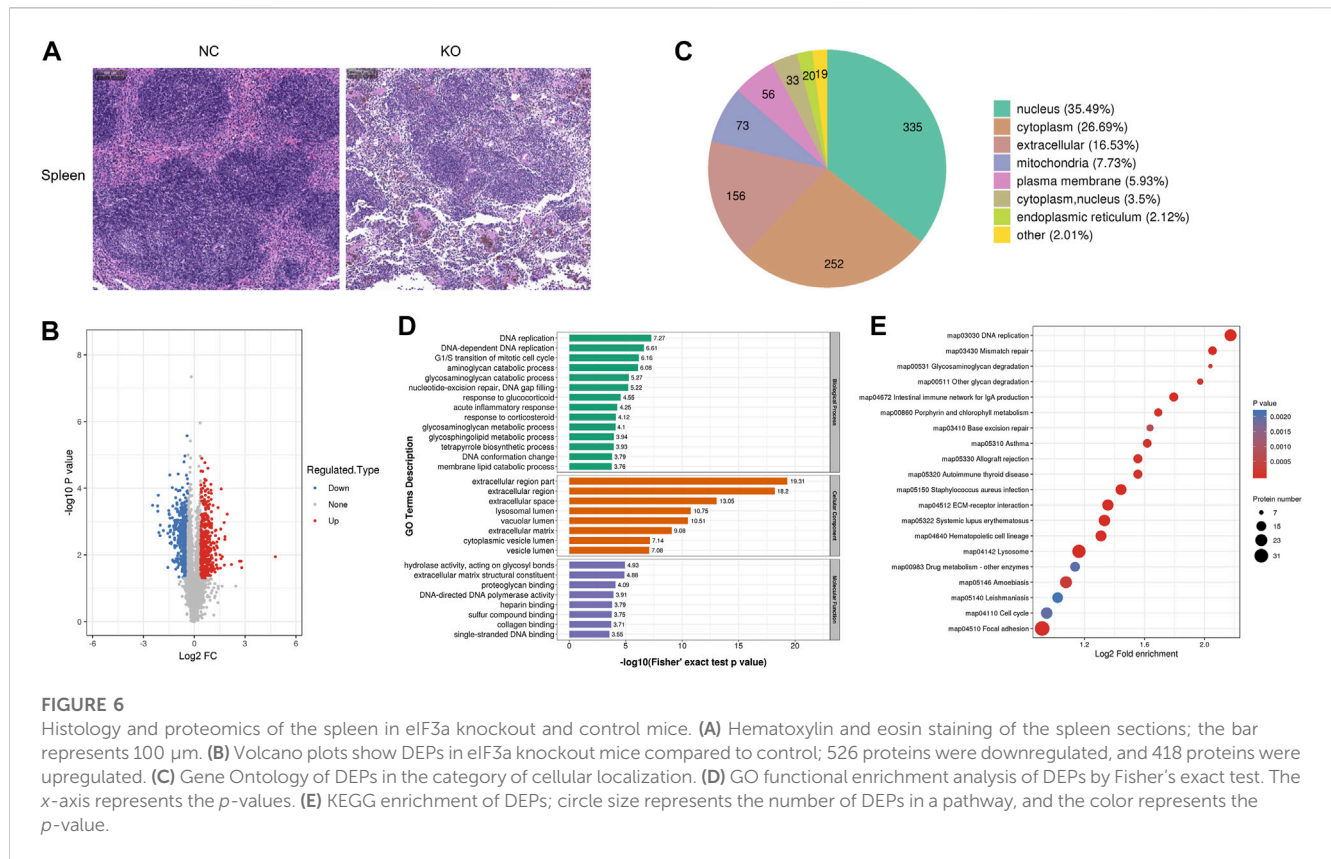 A
NC
KO
Spleen
C
335
252
156
73
56
33
20
19
nucleus (35.49%)
cytoplasm (26.69%)
extracellular (16.53%)
mitochondria (7.73%)
plasma membrane (5.93%)
cytoplasm,nucleus (3.5%)
endoplasmic reticulum (2.12%)
other (2.01%)
B
-log10 P value
8
6
4
2
0
-6
-3
0
3
6
Log2 FC
Regulated.Type
Down
None
Up
D
GO Terms Description
DNA replication 7.27
DNA-dependent DNA replication 6.61
G1/S transition of mitotic cell cycle 6.16
aminoglycan catabolic process 6.08
glycosaminoglycan catabolic process 5.27
nucleotide-excision repair, DNA gap filling 5.22
response to glucocorticoid 4.55
acute inflammatory response 4.25
response to corticosteroid 4.12
glycosaminoglycan metabolic process 4.1
glycosphingolipid metabolic process 3.94
tetrapyrrole biosynthetic process 3.93
DNA conformation change 3.79
membrane lipid catabolic process 3.76
Biological Process
extracellular region part 19.31
extracellular region 18.2
extracellular space 13.05
lysosomal lumen 10.75
vacuolar lumen 10.51
extracellular matrix 9.08
cytoplasmic vesicle lumen 7.14
vesicle lumen 7.08
Cellular Component
hydrolase activity, acting on glycosyl bonds 4.93
extracellular matrix structural constituent 4.88
proteoglycan binding 4.09
DNA-directed DNA polymerase activity 3.91
heparin binding 3.79
sulfur compound binding 3.75
collagen binding 3.71
single-stranded DNA binding 3.55
Molecular Function
0 5 10 15 20
-log10(Fisher' exact test p value)
E
map03030 DNA replication
map03430 Mismatch repair
map00531 Glycosaminoglycan degradation
map00511 Other glycan degradation
map04672 Intestinal immune network for IgA production
map00860 Porphyrin and chlorophyll metabolism
map03410 Base excision repair
map05310 Asthma
map05330 Allograft rejection
map05320 Autoimmune thyroid disease
map05150 Staphylococcus aureus infection
map04512 ECM-receptor interaction
map05322 Systemic lupus erythematosus
map04640 Hematopoietic cell lineage
map04142 Lysosome
map00983 Drug metabolism - other enzymes
map05146 Amoebiasis
map05140 Leishmaniasis
map04110 Cell cycle
map04510 Focal adhesion
1.2 1.6 2.0
Log2 Fold enrichment
P value
0.0020
0.0015
0.0010
0.0005
Protein number
7
15
23
31
FIGURE 6
Histology and proteomics of the spleen in eIF3a knockout and control mice. (A) Hematoxylin and eosin staining of the spleen sections; the bar
represents 100 μm. (B) Volcano plots show DEPs in eIF3a knockout mice compared to control; 526 proteins were downregulated, and 418 proteins were
upregulated. (C) Gene Ontology of DEPs in the category of cellular localization. (D) GO functional enrichment analysis of DEPs by Fisher's exact test. The
x-axis represents the p-values. (E) KEGG enrichment of DEPs; circle size represents the number of DEPs in a pathway, and the color represents the
p-value.